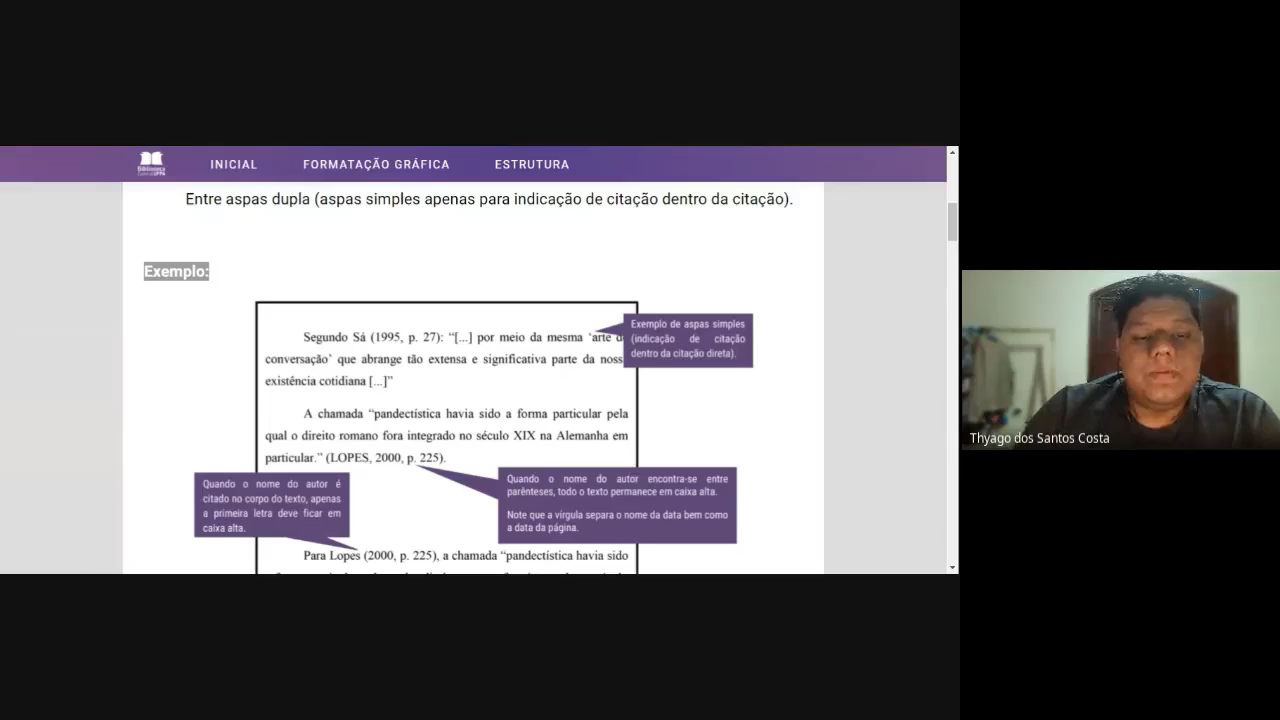 INICIAL FORMATAÇÃO GRÁFICA ESTRUTURA
Entre aspas dupla (aspas simples apenas para indicação de citação dentro da citação).
Exemplo:
Segundo Sá (1995, p. 27): “[...] por meio da mesma ‘arte d
conversação’ que abrange tão extensa e significativa parte da noss
existência cotidiana [...]”
Exemplo de aspas simples
(indicação de citação
dentro da citação direta).
A chamada “pandectística havia sido a forma particular pela
qual o direito romano fora integrado no século XIX na Alemanha em
particular.” (LOPES, 2000, p. 225).
Quando o nome do autor é
citado no corpo do texto, apenas
a primeira letra deve ficar em
caixa alta.
Quando o nome do autor encontra-se entre
parênteses, todo o texto permanece em caixa alta.
Note que a vírgula separa o nome da data bem como
a data da página.
Para Lopes (2000, p. 225), a chamada “pandectística havia sido
Thyago dos Santos Costa